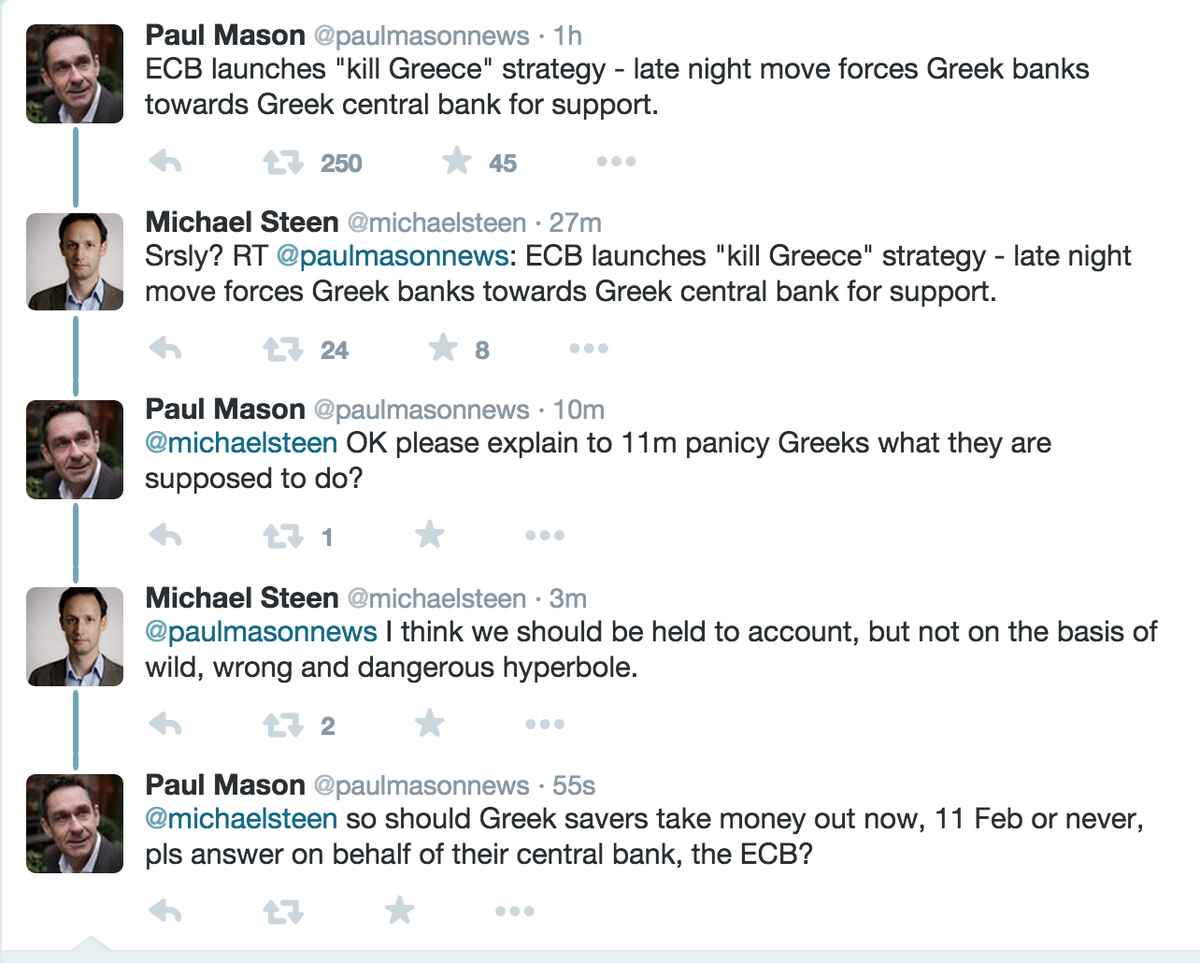 Paul Mason @paulmasonnews · 1h
ECB launches "kill Greece" strategy - late night move forces Greek banks
towards Greek central bank for support.
250 45
Michael Steen @michaelsteen · 27m
Srsly? RT @paulmasonnews: ECB launches "kill Greece" strategy - late night
move forces Greek banks towards Greek central bank for support.
24 8
Paul Mason @paulmasonnews · 10m
@michaelsteen OK please explain to 11m panicy Greeks what they are
supposed to do?
1
Michael Steen @michaelsteen · 3m
@paulmasonnews I think we should be held to account, but not on the basis of
wild, wrong and dangerous hyperbole.
2
Paul Mason @paulmasonnews · 55s
@michaelsteen so should Greek savers take money out now, 11 Feb or never,
pls answer on behalf of their central bank, the ECB?